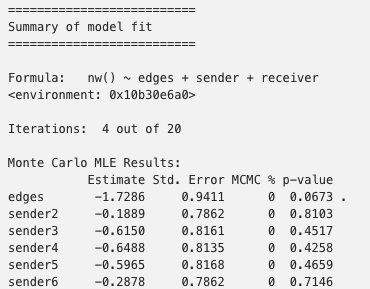 ===========================
Summary of model fit
===========================
Formula: nw() ~ edges + sender + receiver
<environment: 0x10b30e6a0>
Iterations: 4 out of 20
Monte Carlo MLE Results:
Estimate Std. Error MCMC % p-value
edges -1.7286 0.9411 0 0.0673 .
sender2 -0.1889 0.7862 0 0.8103
sender3 -0.6150 0.8161 0 0.4517
sender4 -0.6488 0.8135 0 0.4258
sender5 -0.5965 0.8168 0 0.4659
sender6 -0.2878 0.7862 0 0.7146